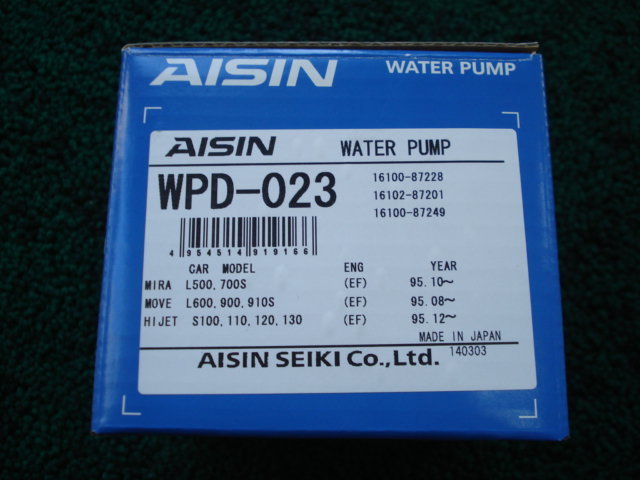 AISIN WATER PUMP
AISIN WATER PUMP
WPD-023 16100-87228
16102-87201
16100-87249
4 954514 919166
CAR MODEL ENG YEAR
MIRA L500,700S (EF) 95.10~
MOVE L600,900,910S (EF) 95.08~
HIJET S100,110,120,130 (EF) 95.12~
MADE IN JAPAN
AISIN SEIKI Co.,Ltd. 140303